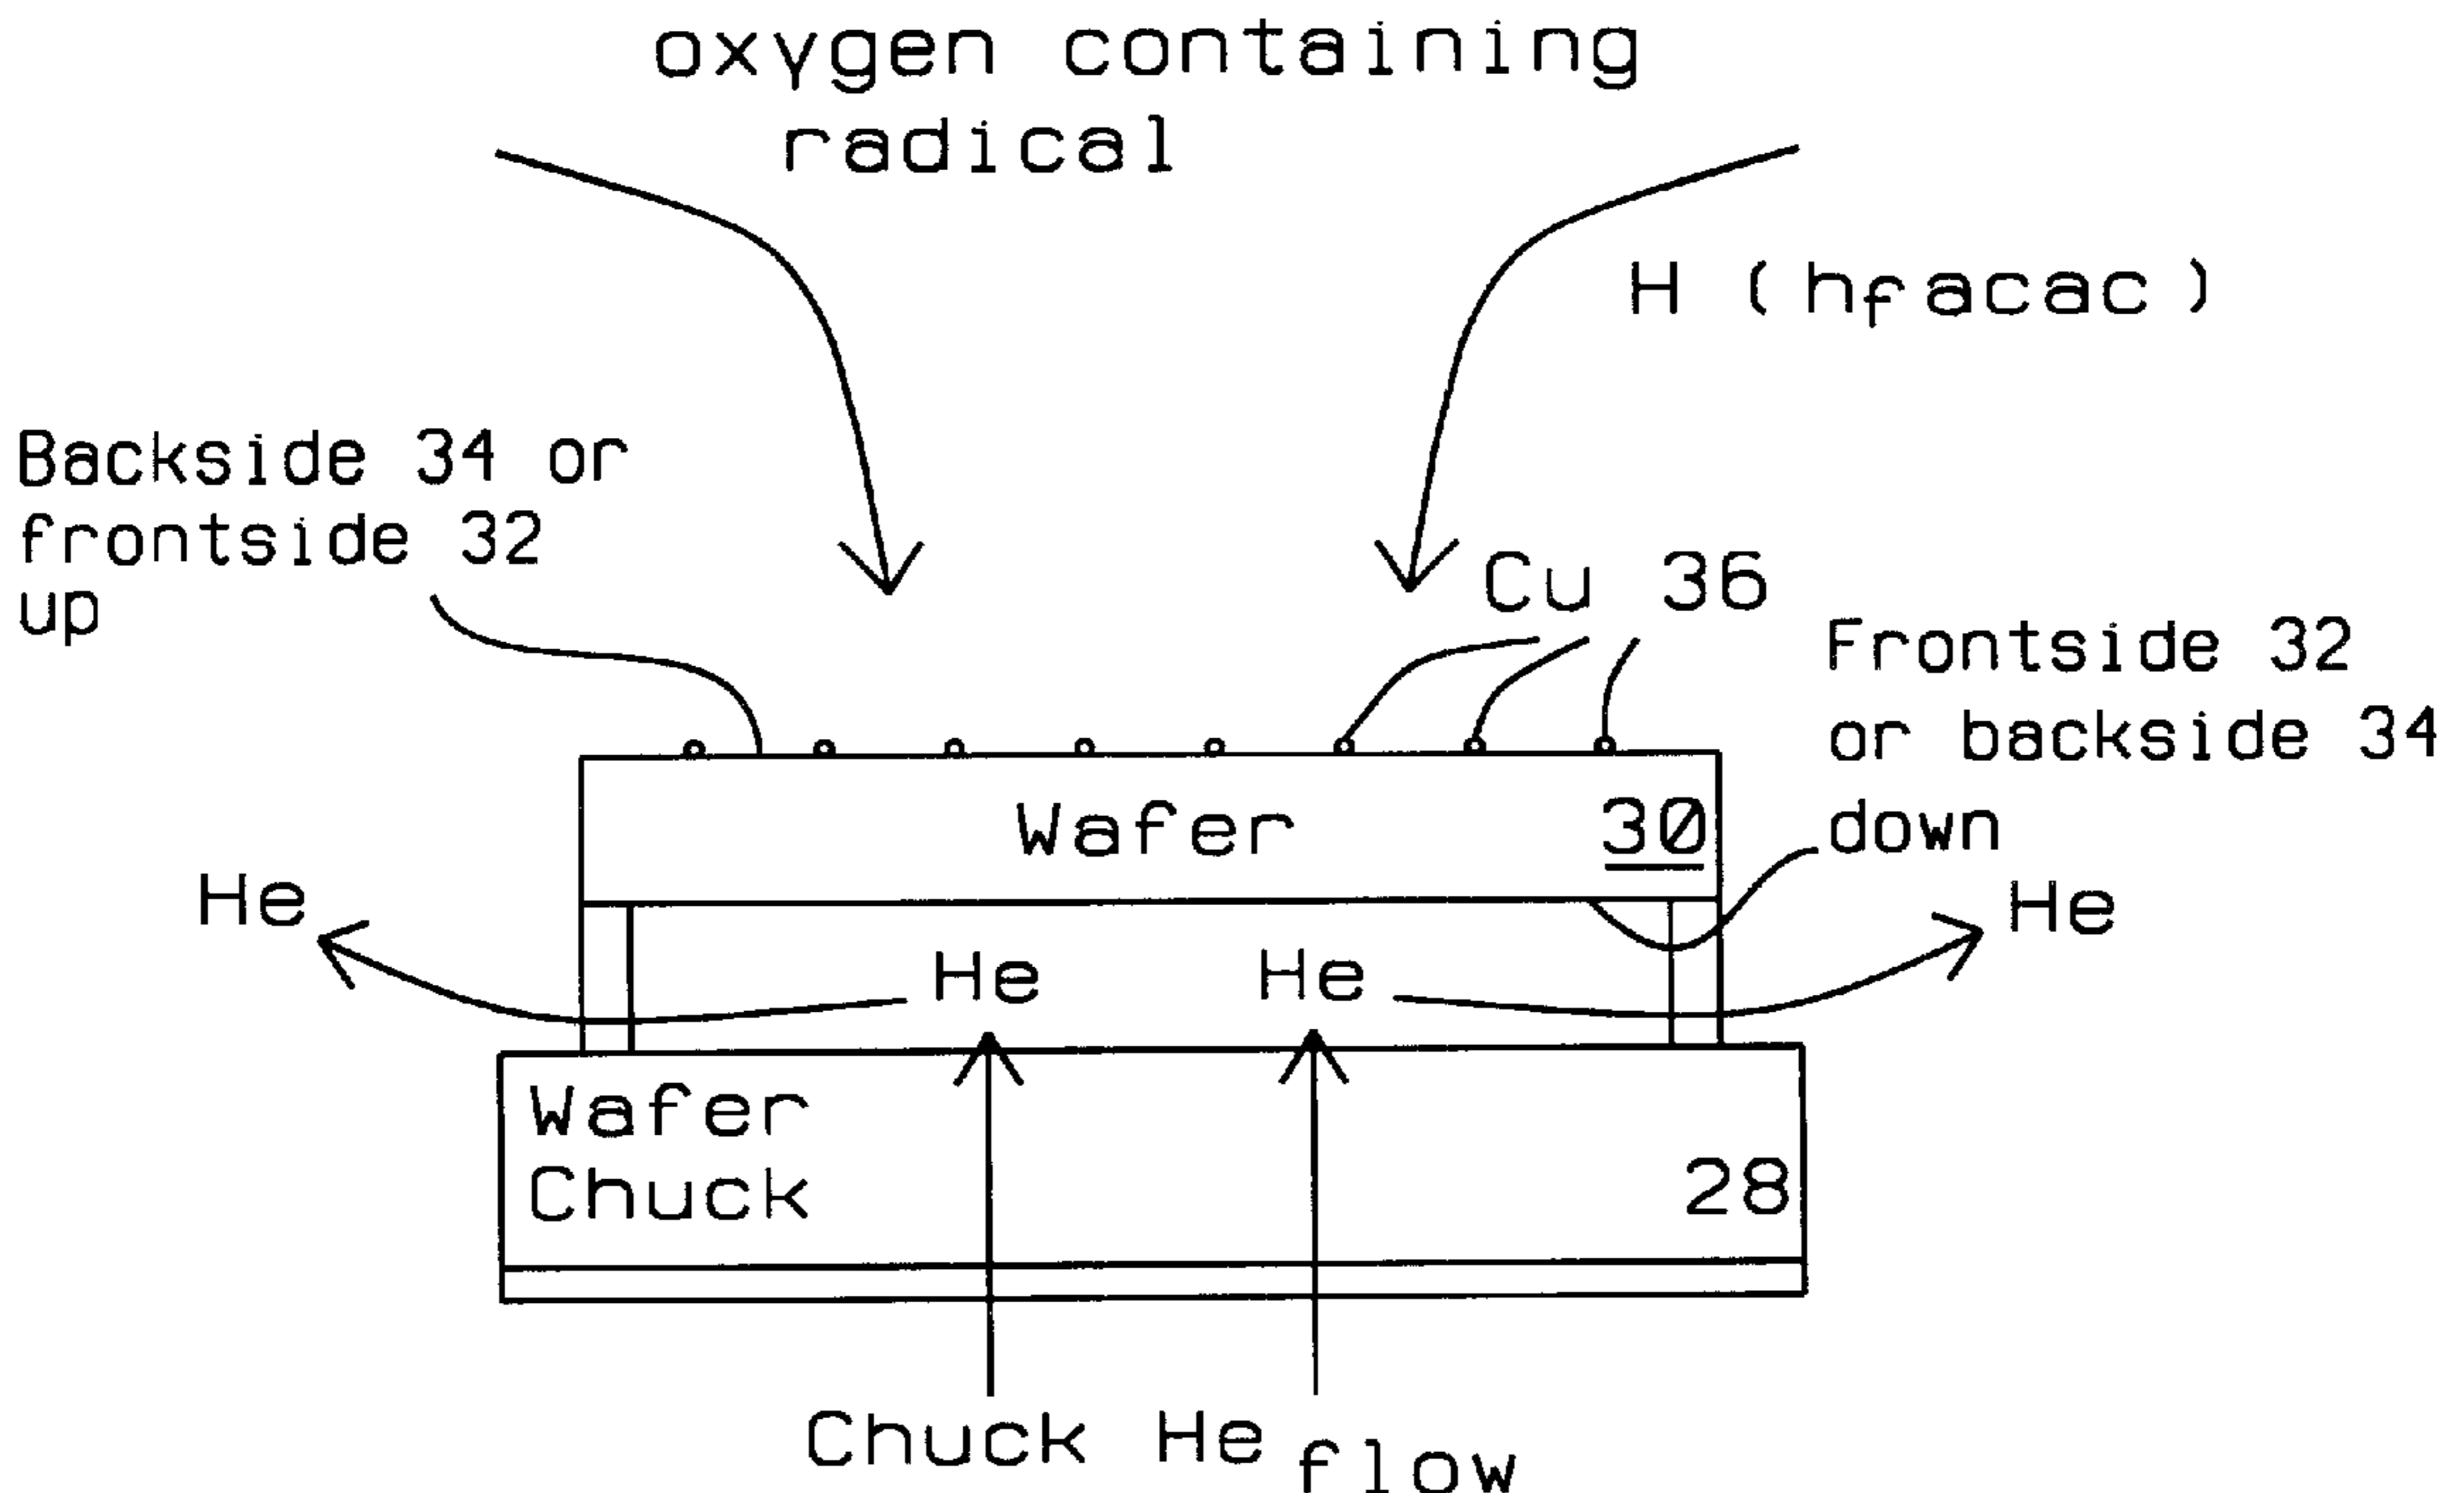 oxygen containing
radical
H (hfacac)
Backside 34 or
frontside 32
up
Cu 36
Frontside 32
or backside 34
down
Wafer 30
He
He
He He
Wafer
Chuck
28
Chuck He flow